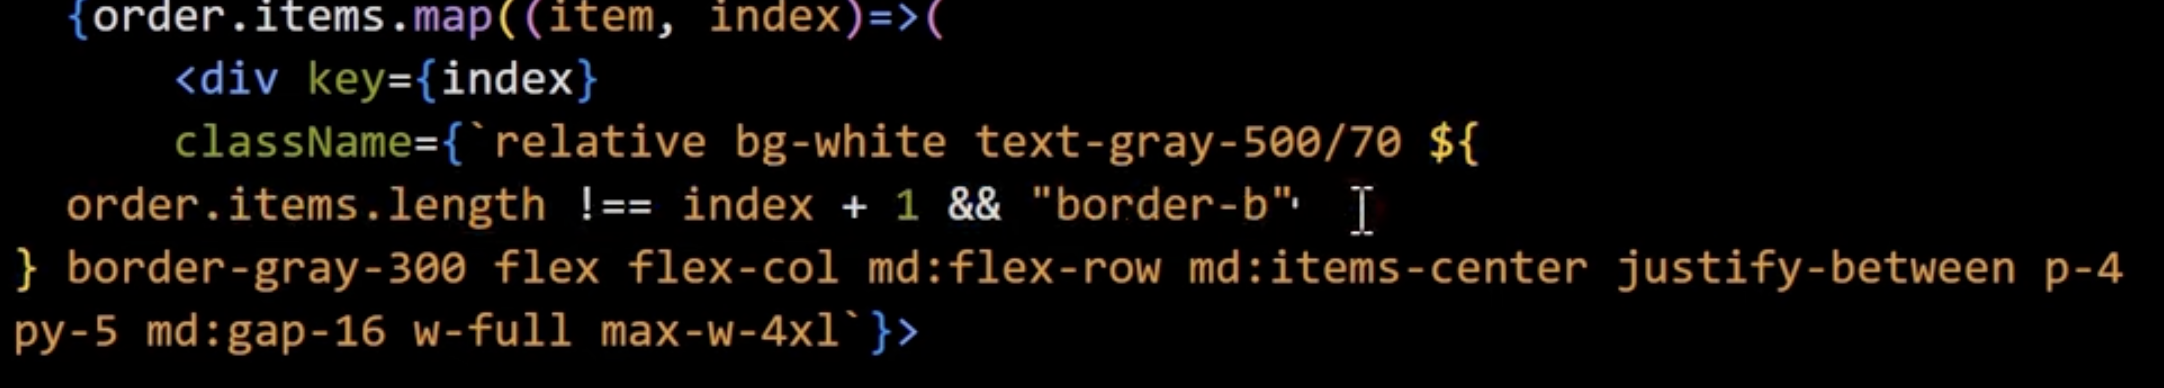 {order.items.map((item, index)=>(
<div key={index}
className={`relative bg-white text-gray-500/70 ${
order.items.length !== index + 1 && "border-b"
} border-gray-300 flex flex-col md:flex-row md:items-center justify-between p-4
py-5 md:gap-16 w-full max-w-4xl`}>